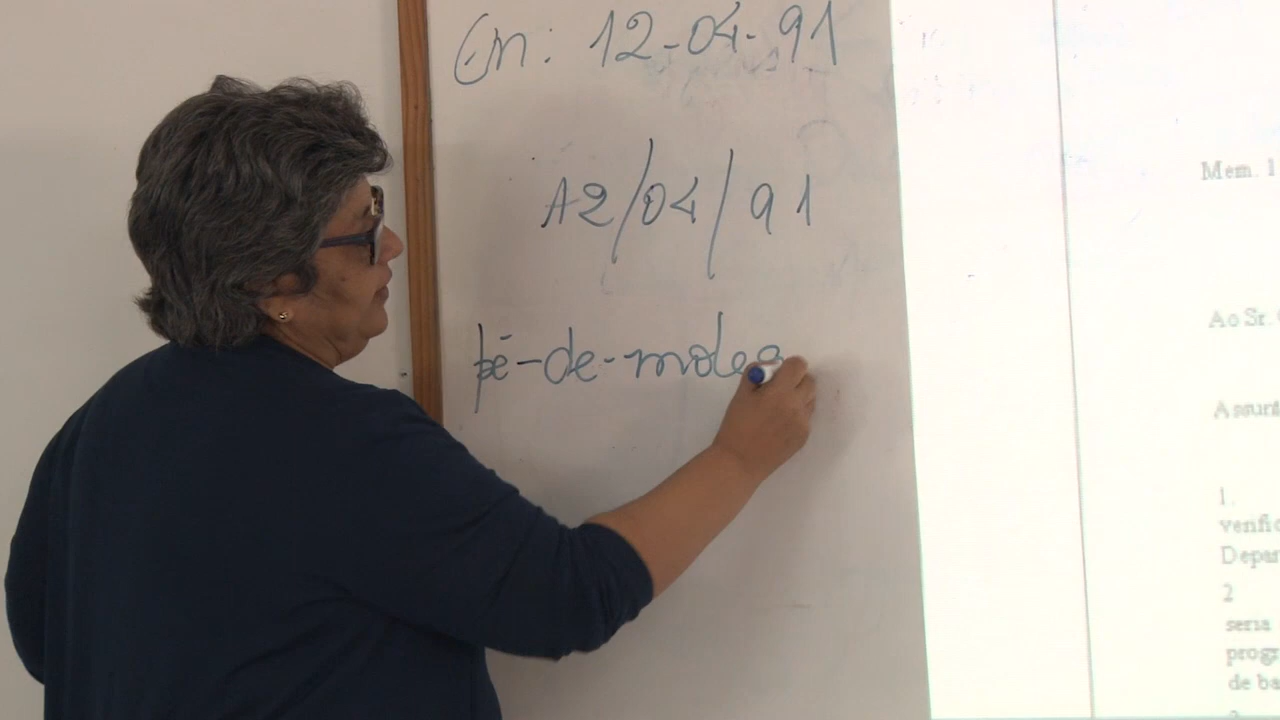 Em: 12-04-91
12/04/91
pé-de-mole
Mem. 1
Ao Sr.
Assunt
1.
verific
Depar
2
seria
progr
de ba